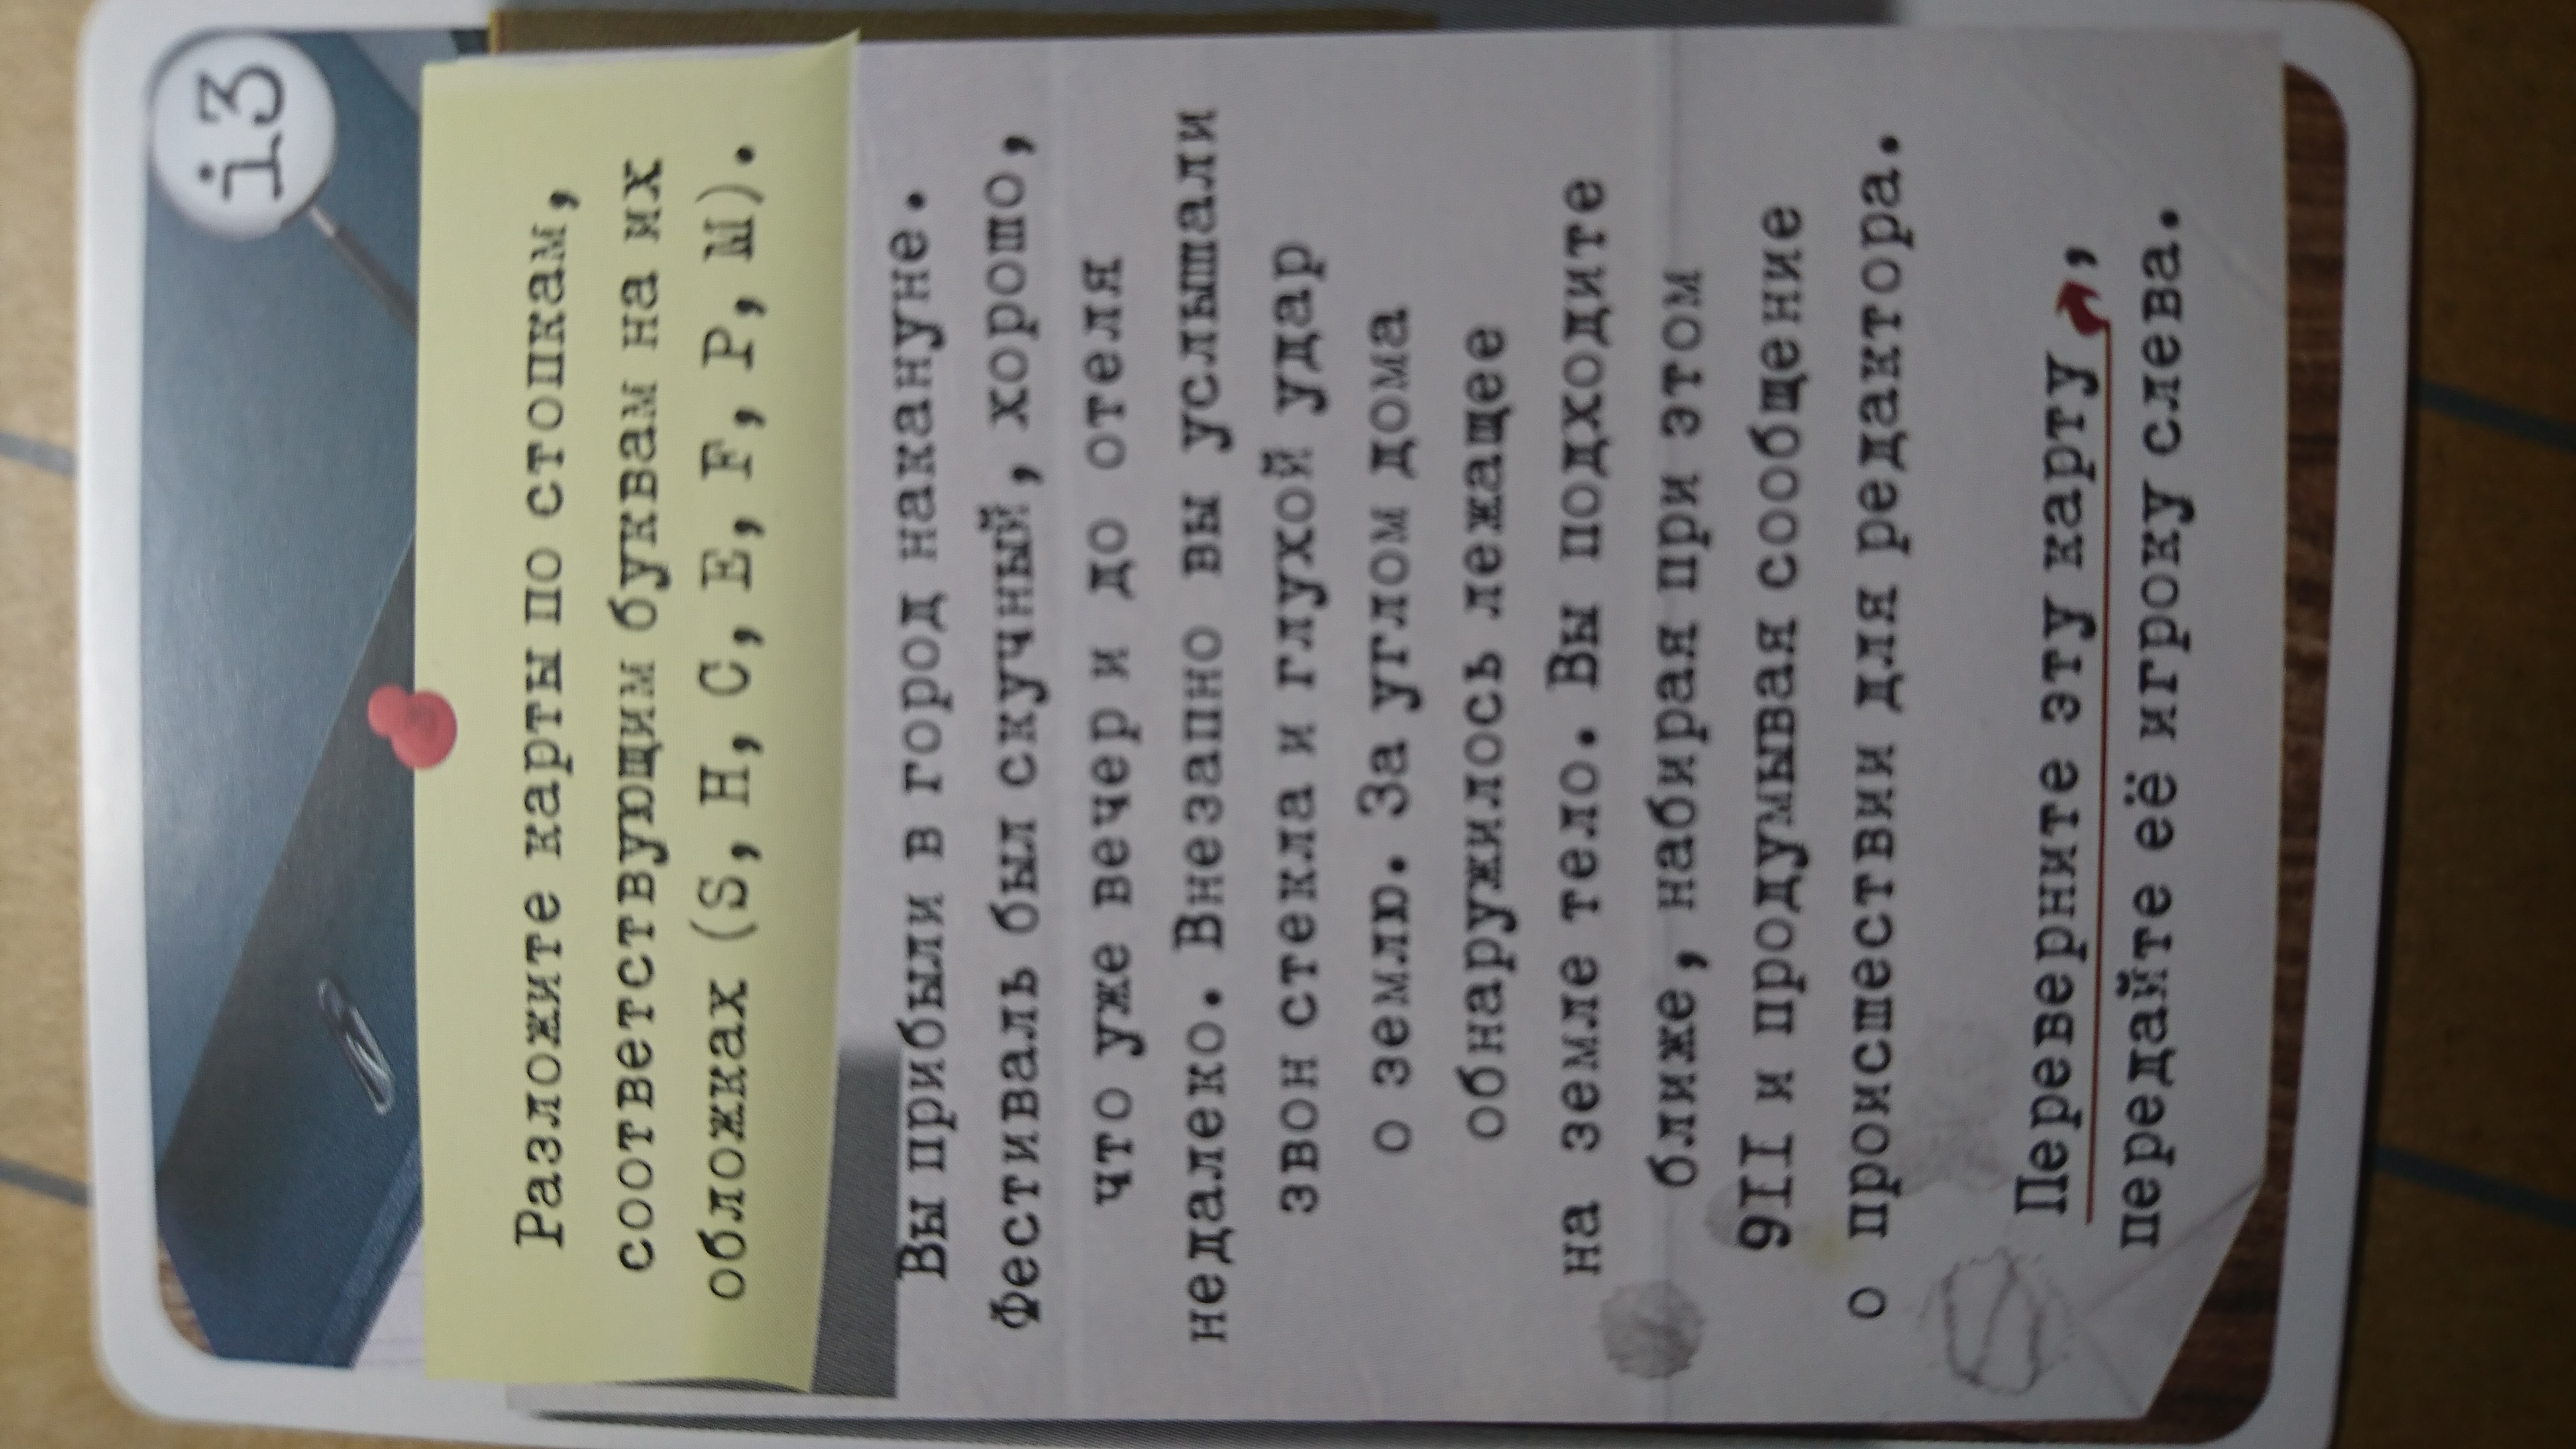 i3
Разложите карты по стопкам,
соответствующим буквам на их
обложках (S, H, C, E, F, P, M).
Вы прибыли в город накануне.
Фестиваль был скучный, хорошо,
что уже вечер и до отеля
недалеко. Внезапно вы услышали
звон стекла и глухой удар
о землю. За углом дома
обнаружилось лежащее
на земле тело. Вы подходите
ближе, набирая при этом
9II и продумывая сообщение
о происшествии для редактора.
Переверните эту карту,
передайте её игроку слева.